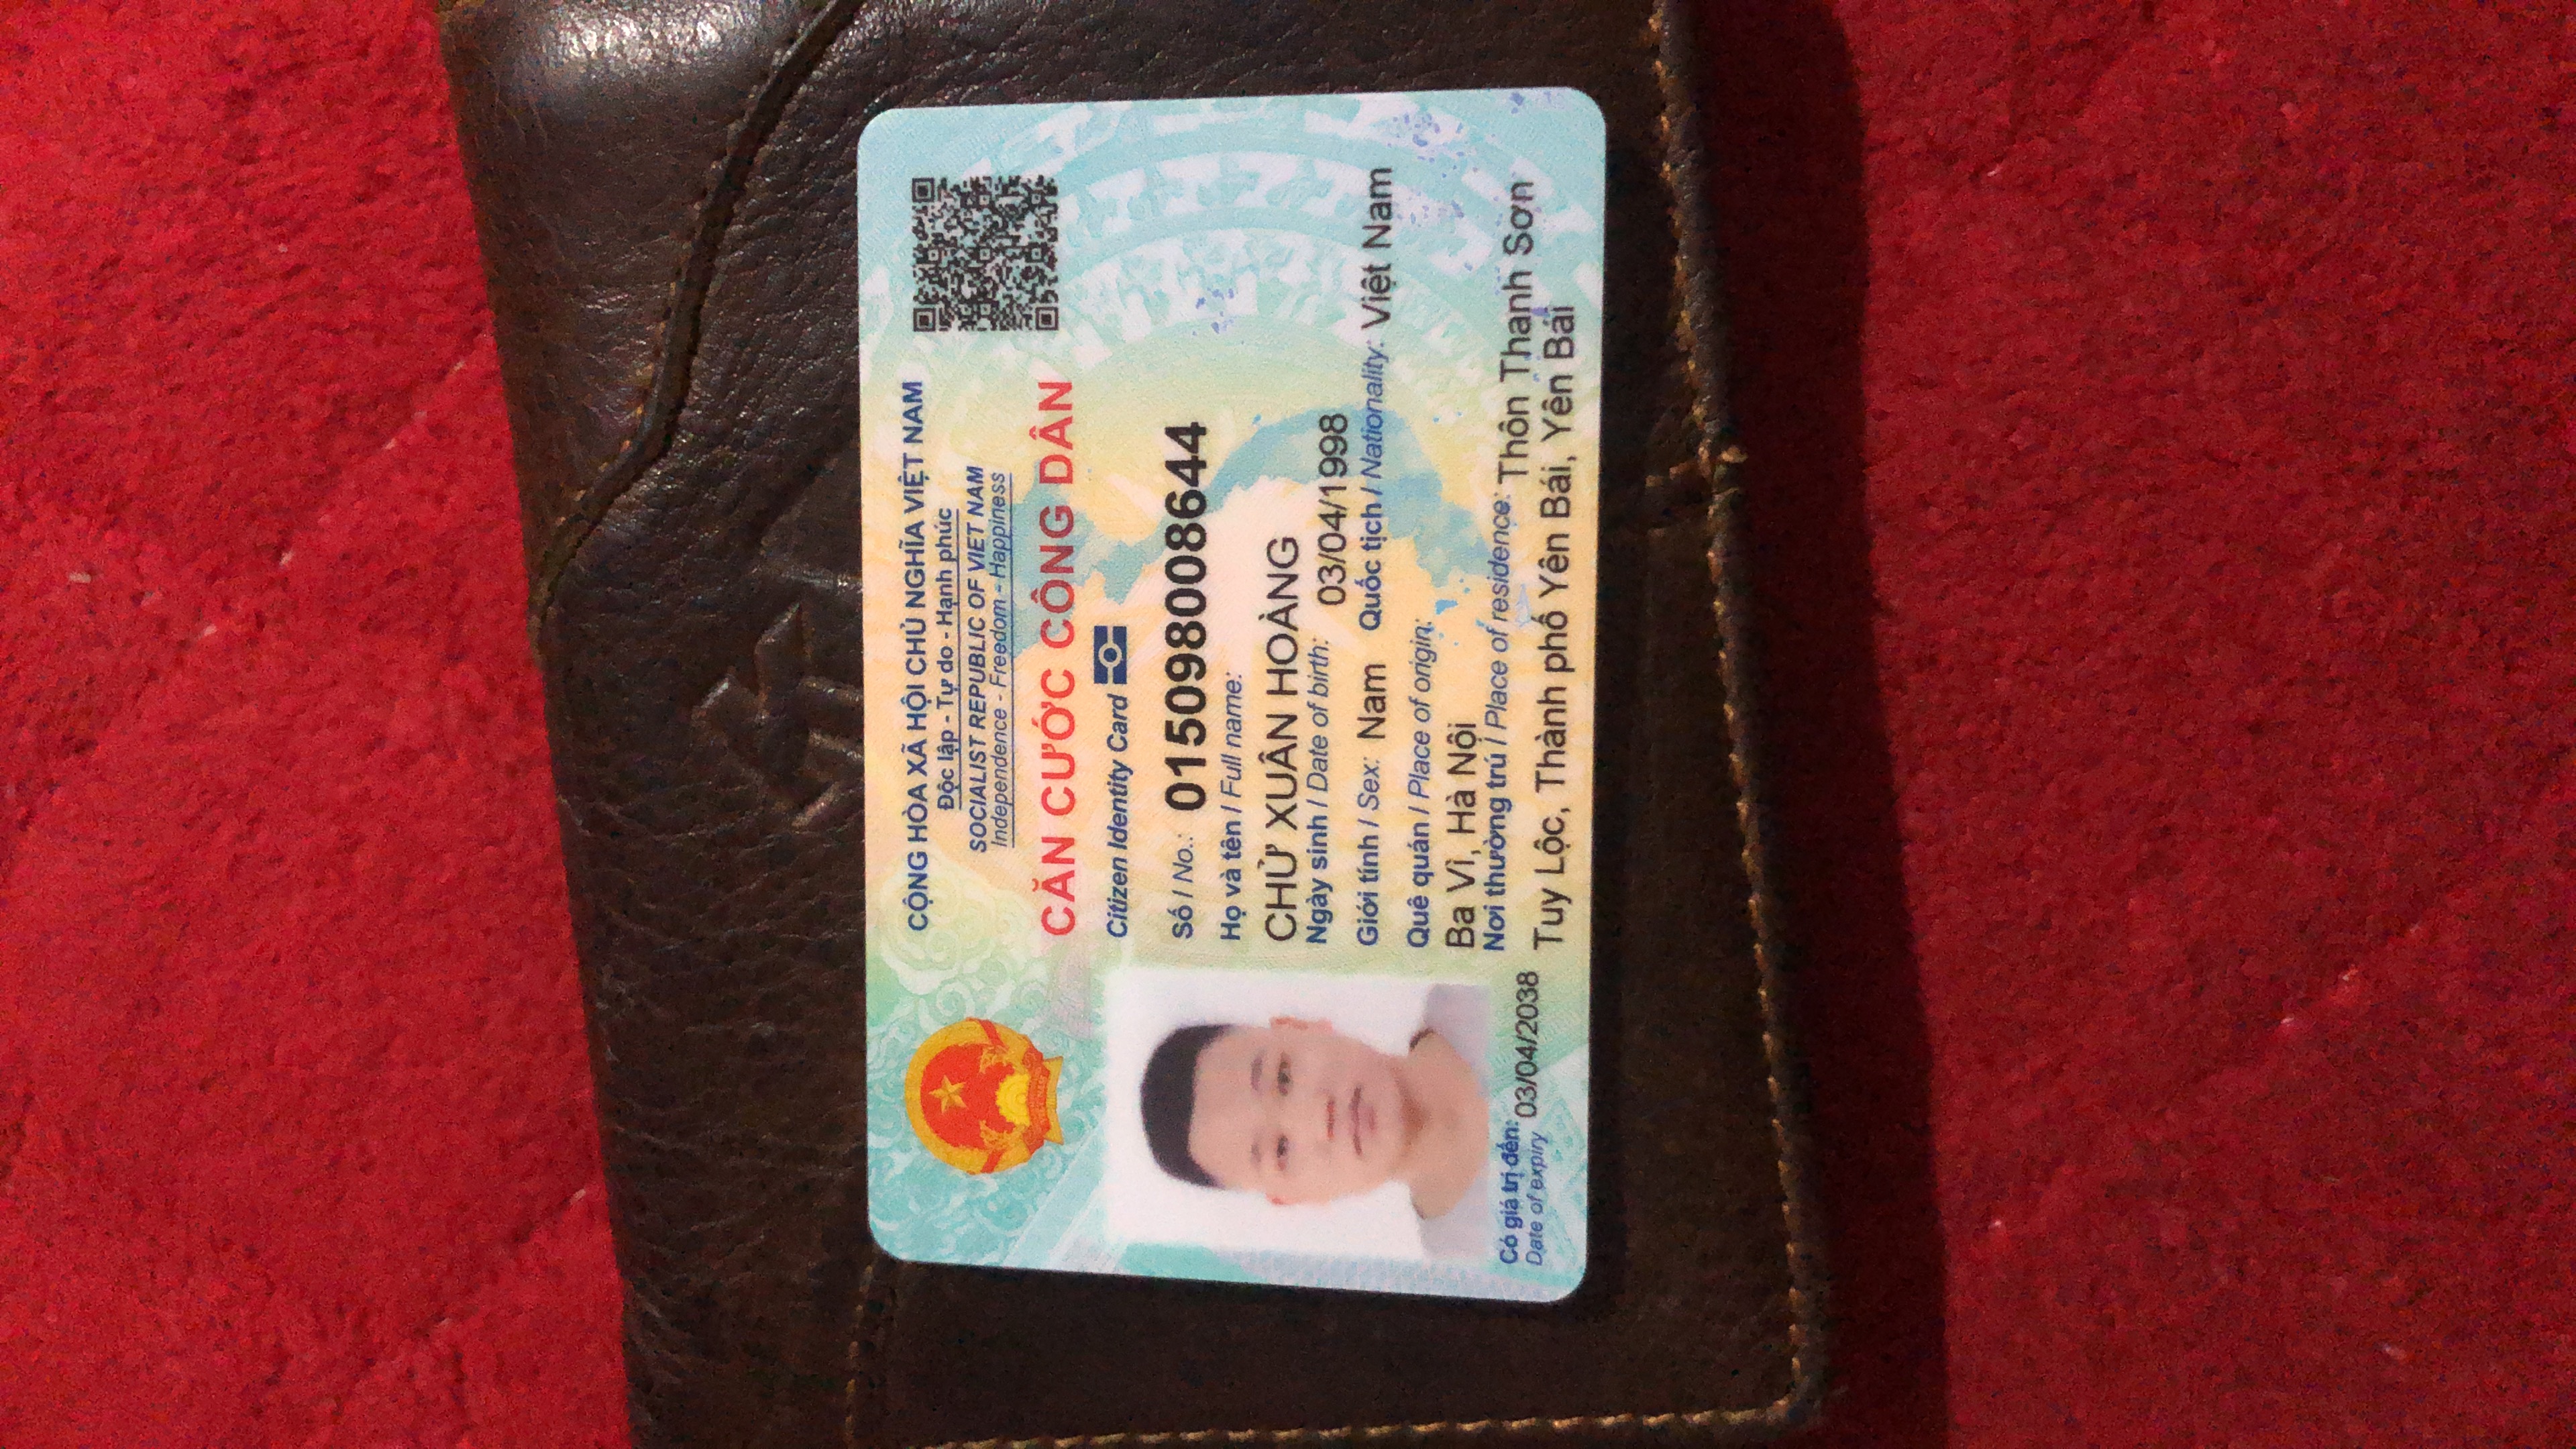 CỘNG HÒA XÃ HỘI CHỦ NGHĨA VIỆT NAM
Độc lập - Tự do - Hạnh phúc
SOCIALIST REPUBLIC OF VIET NAM
Independence - Freedom - Happiness
CĂN CƯỚC CÔNG DÂN
Citizen Identity Card
Số / No.: 015098008644
Họ và tên / Full name:
CHỬ XUÂN HOÀNG
Ngày sinh / Date of birth: 03/04/1998
Giới tính / Sex: Nam Quốc tịch / Nationality: Việt Nam
Quê quán / Place of origin:
Ba Vì, Hà Nội
Nơi thường trú / Place of residence: Thôn Thanh Sơn
Tuy Lộc, Thành phố Yên Bái, Yên Bái
Có giá trị đến: 03/04/2038
Date of expiry